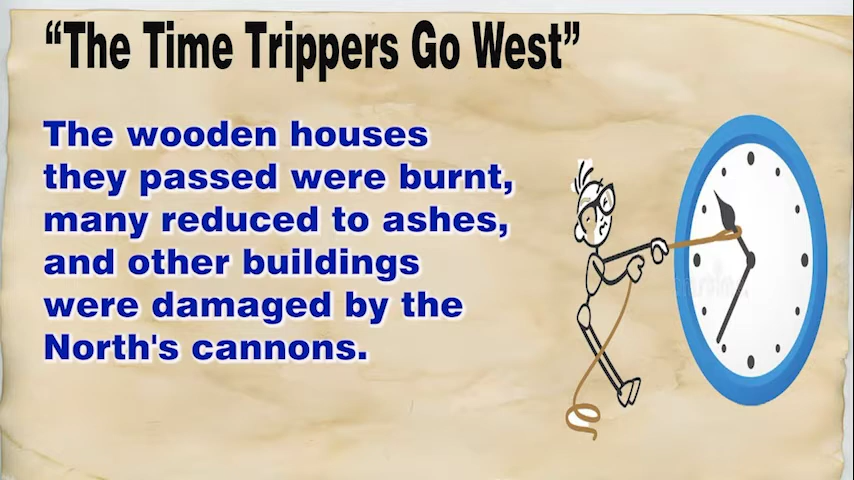 “The Time Trippers Go West”
The wooden houses
they passed were burnt,
many reduced to ashes,
and other buildings
were damaged by the
North's cannons.